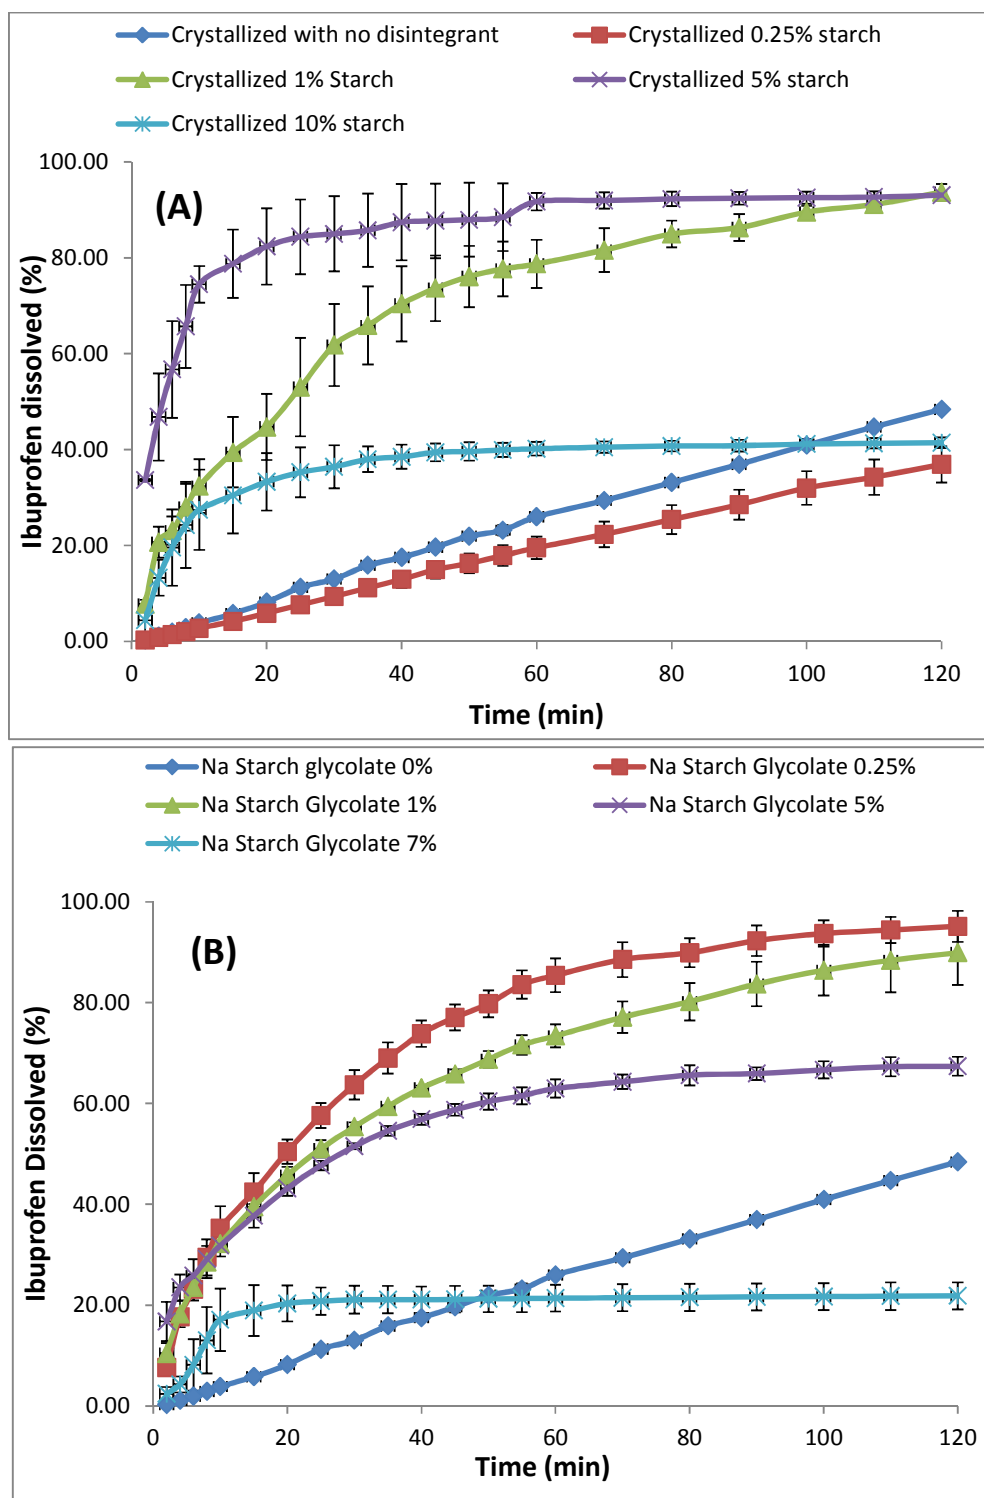 Crystallized with no disintegrant
Crystallized 0.25% starch
Crystallized 1% Starch
Crystallized 5% starch
Crystallized 10% starch
100.00
80.00
60.00
40.00
20.00
0.00
(A)
Ibuprofen dissolved (%)
0 20 40 60 80 100 120
Time (min)
Na Starch glycolate 0%
Na Starch Glycolate 0.25%
Na Starch Glycolate 1%
Na Starch Glycolate 5%
Na Starch Glycolate 7%
100.00
80.00
60.00
40.00
20.00
0.00
(B)
Ibuprofen Dissolved (%)
0 20 40 60 80 100 120
Time (min)